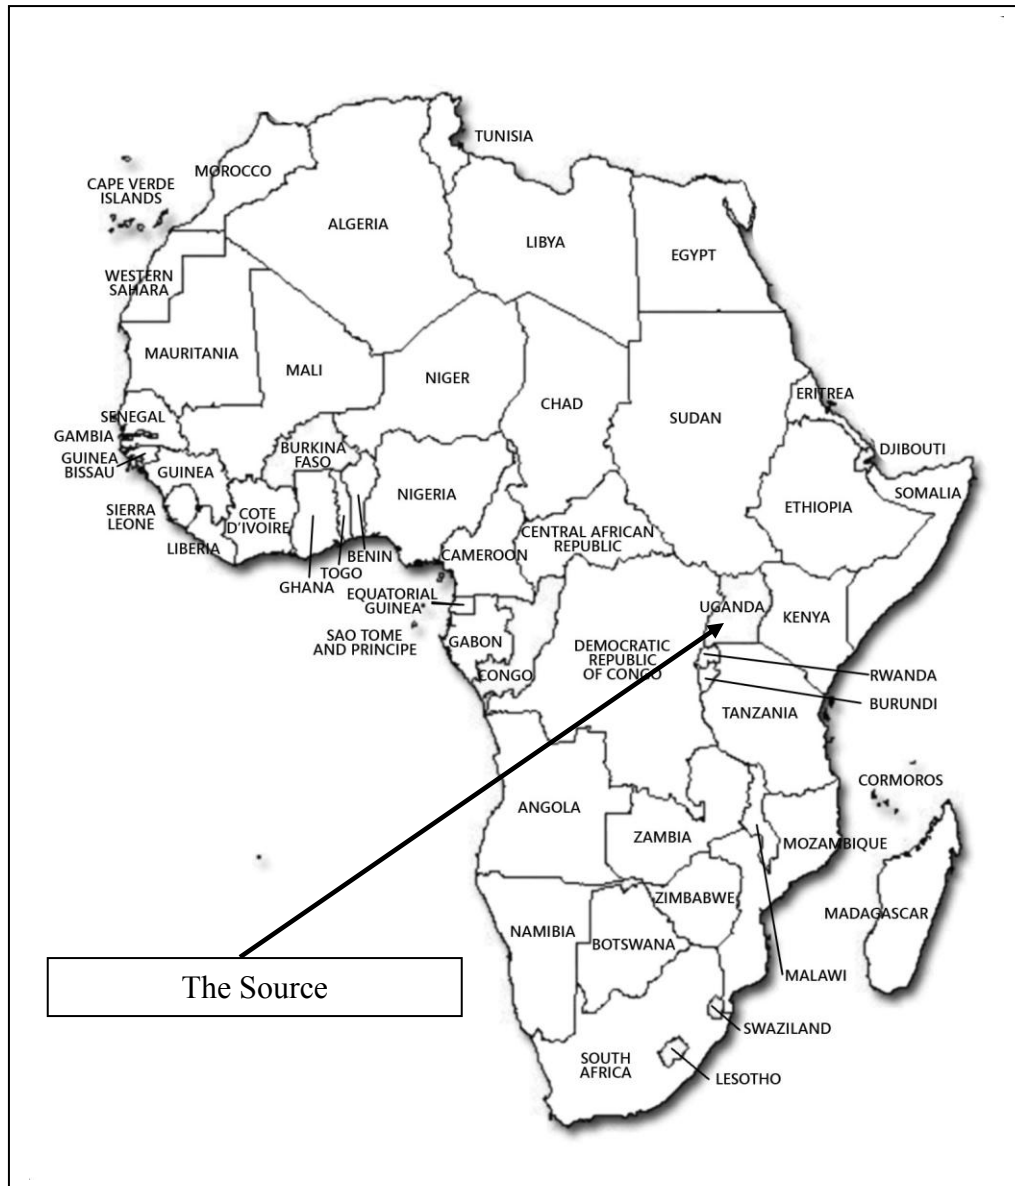 TUNISIA
MOROCCO
CAPE VERDE
ISLANDS
ALGERIA
LIBYA
EGYPT
WESTERN
SAHARA
MAURITANIA
MALI
NIGER
CHAD
SUDAN
ERITREA
SENEGAL
GAMBIA
GUINEA
BISSAU
GUINEA
BURKINA
FASO
DJIBOUTI
SOMALIA
NIGERIA
ETHIOPIA
SIERRA
LEONE
COTE
D'IVOIRE
LIBERIA
CENTRAL AFRICAN
REPUBLIC
CAMEROON
BENIN
TOGO
GHANA
EQUATORIAL
GUINEA
UGANDA
KENYA
SAO TOME
AND PRINCIPE
GABON
CONGO
DEMOCRATIC
REPUBLIC
OF CONGO
RWANDA
BURUNDI
TANZANIA
CORMOROS
ANGOLA
ZAMBIA
MOZAMBIQUE
ZIMBABWE
MADAGASCAR
NAMIBIA
BOTSWANA
MALAWI
The Source
SWAZILAND
SOUTH
AFRICA
LESOTHO